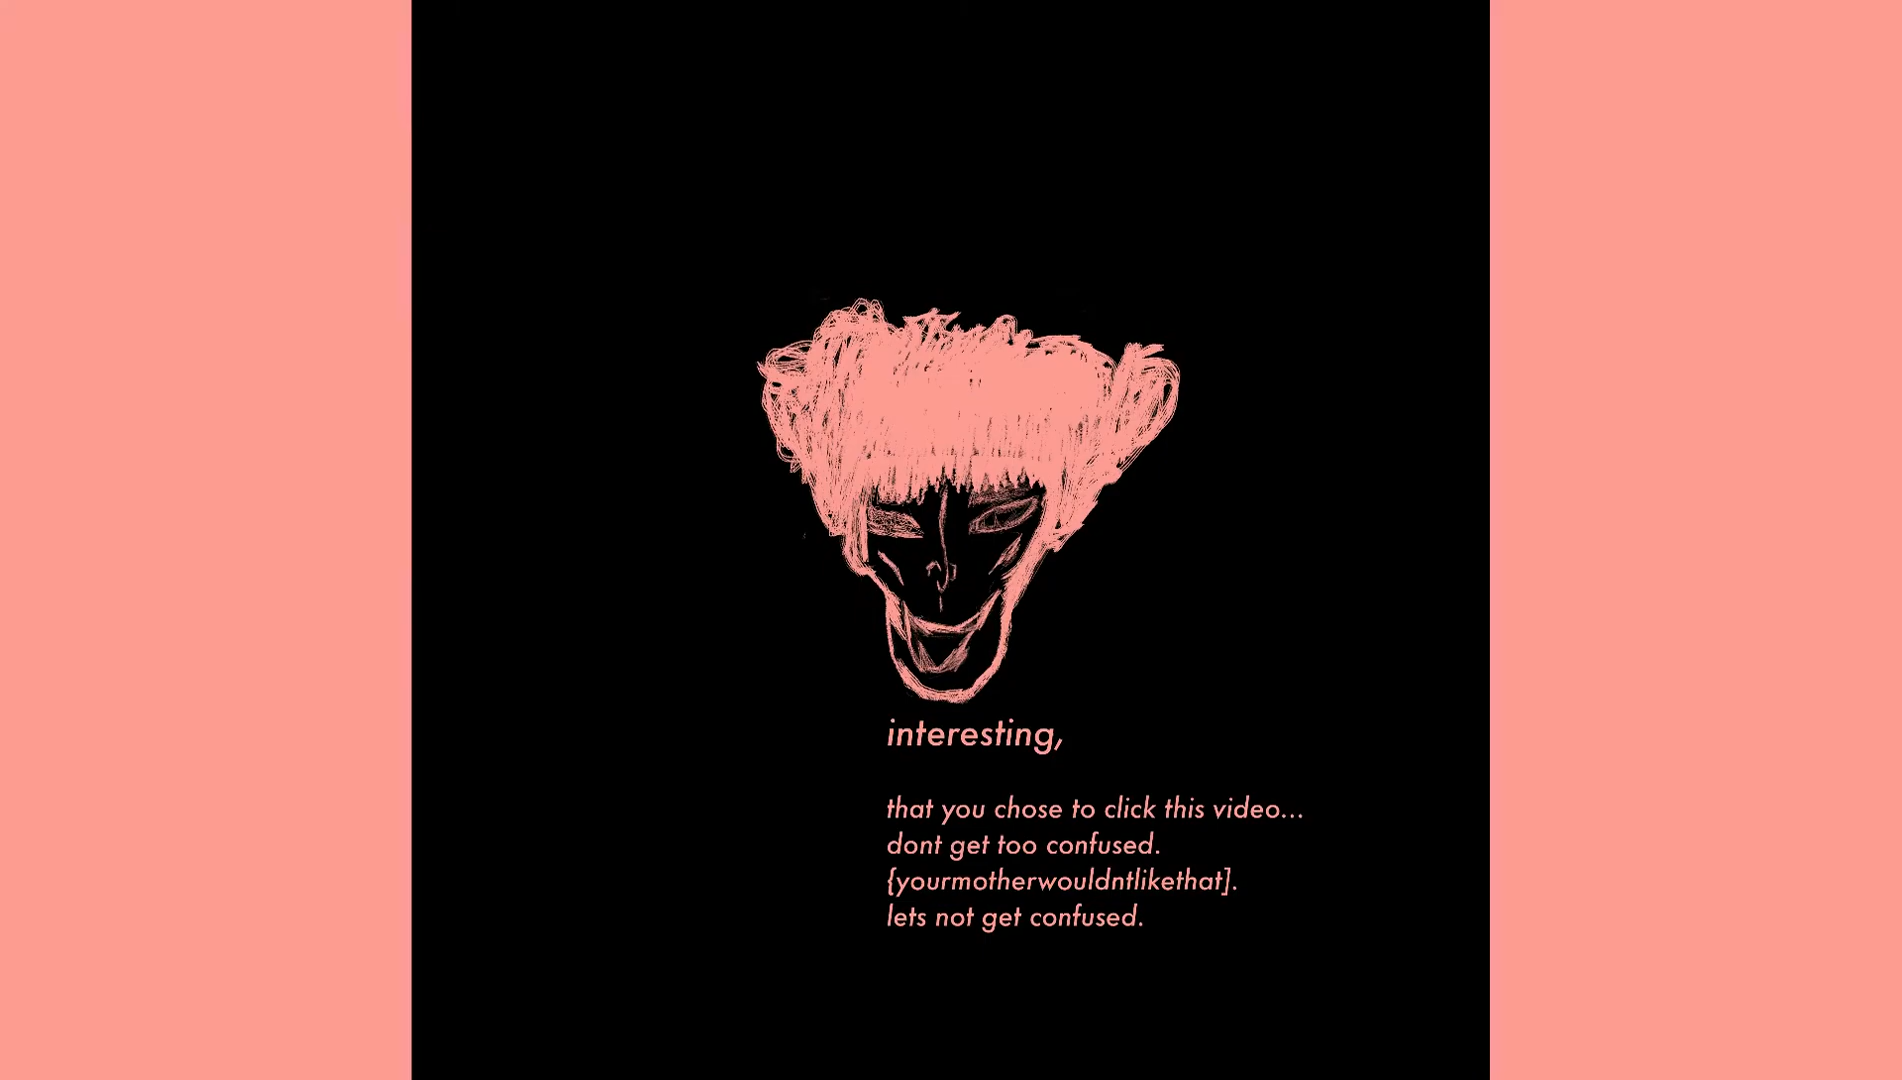 interesting,
that you chose to click this video...
dont get too confused.
{yourmotherwouldntlikethat].
lets not get confused.